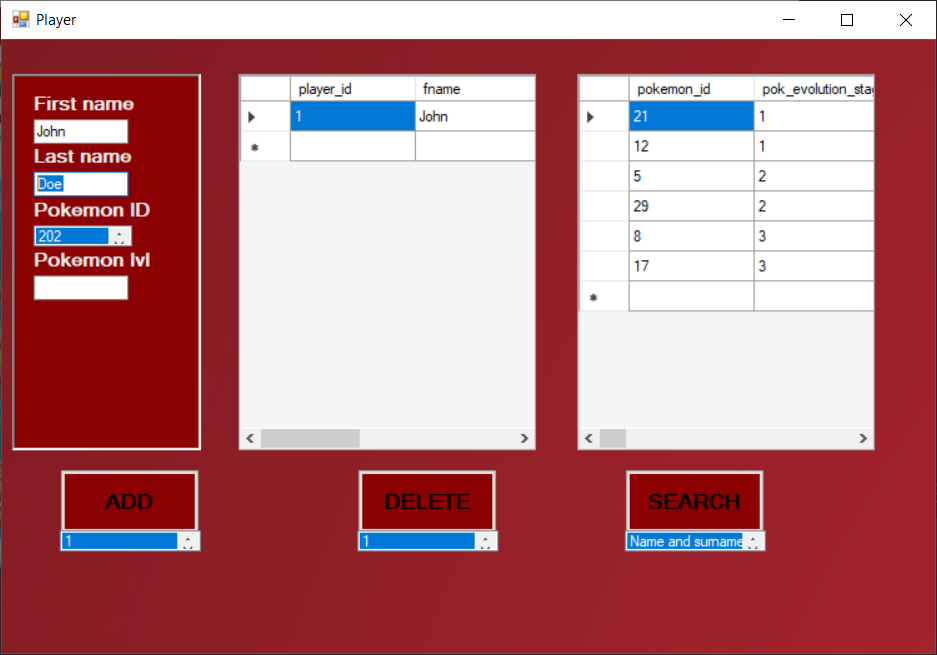 Player
First name
John
Last name
Doe
Pokemon ID
202
Pokemon lvl
player_id fname
1 John
pokemon_id pok_evolution_sta
21 1
12 1
5 2
29 2
8 3
17 3
ADD
1
DELETE
1
SEARCH
Name and surname